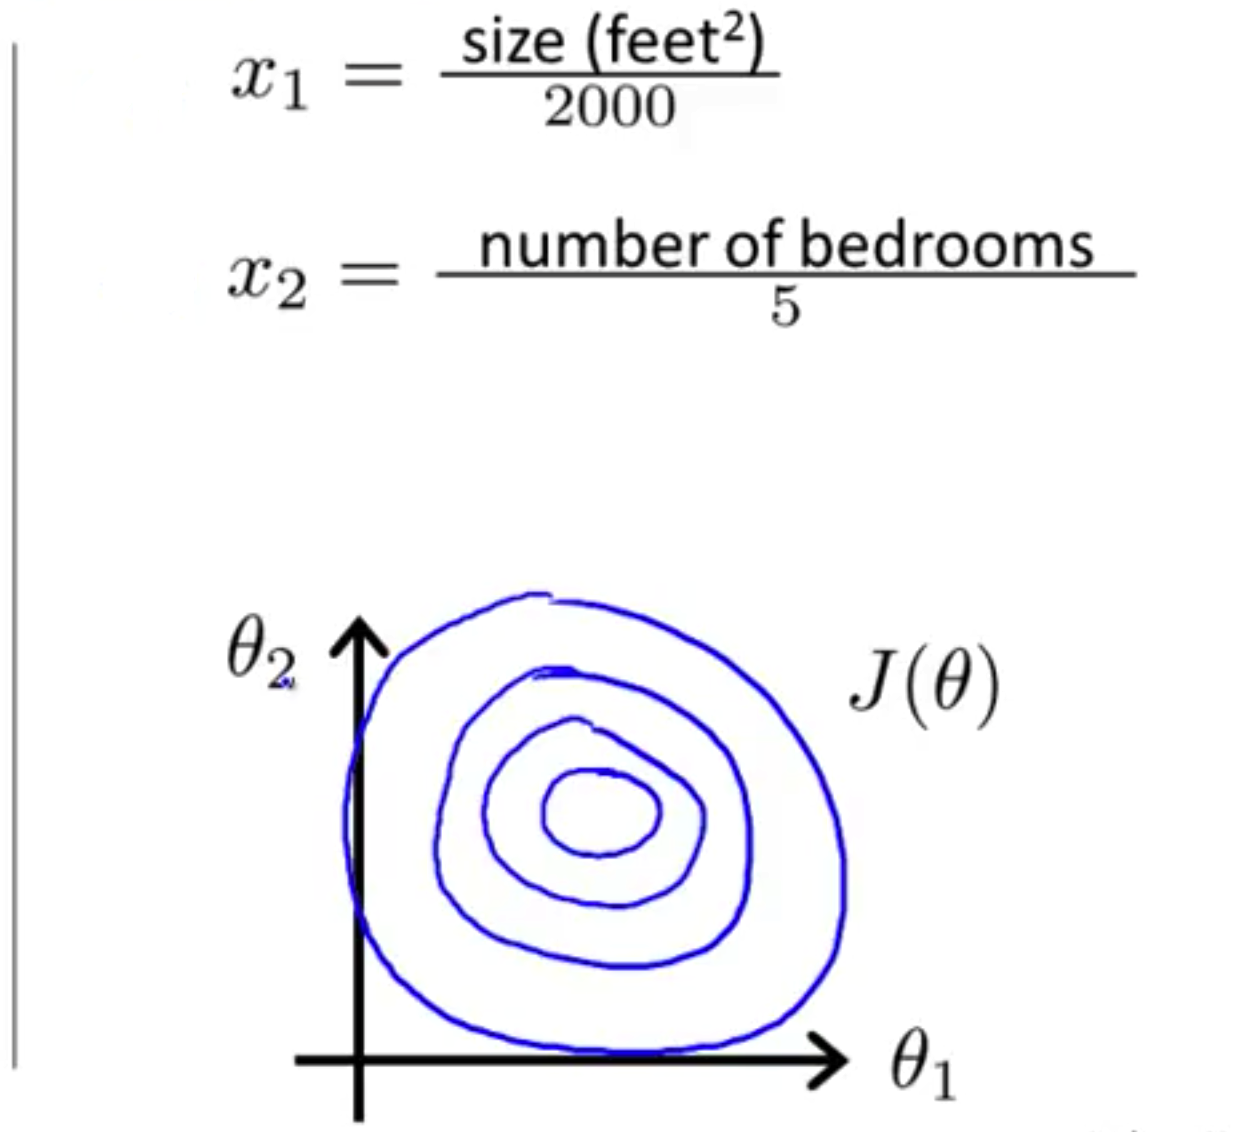 x₁ = size (feet²) / 2000
x₂ = number of bedrooms / 5
θ₂
J(θ)
θ₁